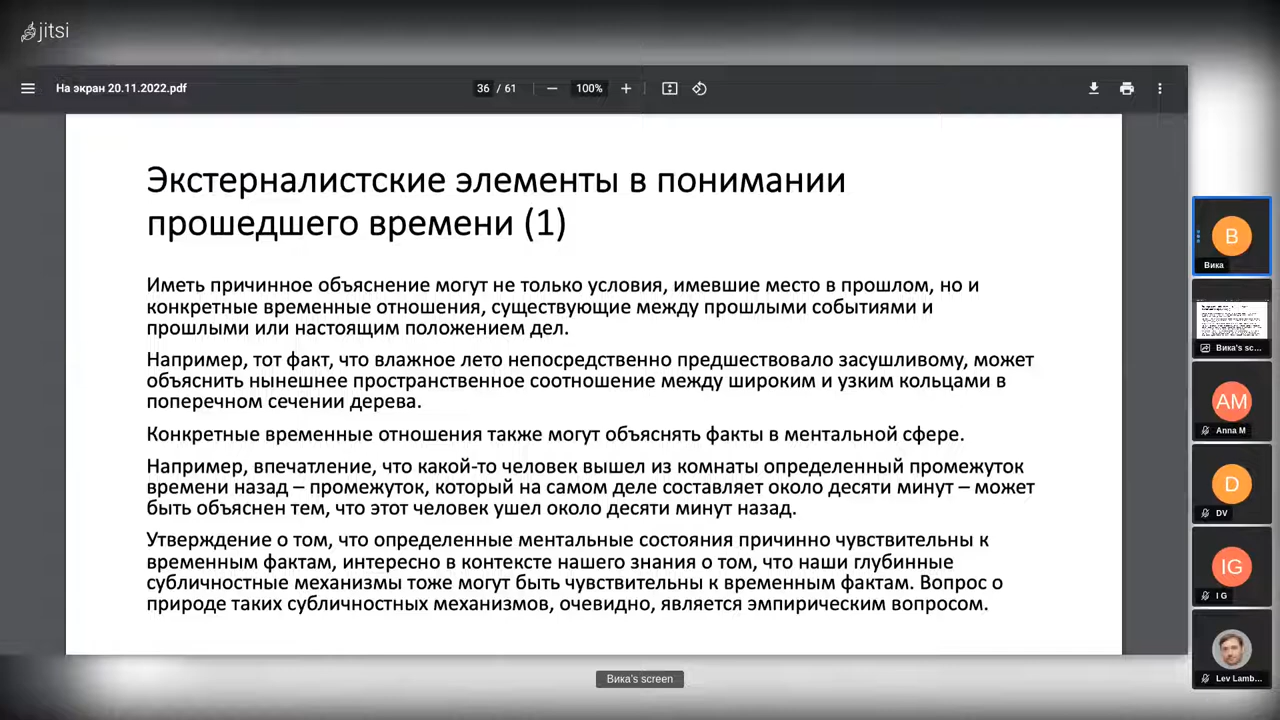 jitsi
На экран 20.11.2022.pdf
36 / 61
100%
Экстерналистские элементы в понимании
прошедшего времени (1)
Иметь причинное объяснение могут не только условия, имевшие место в прошлом, но и
конкретные временные отношения, существующие между прошлыми событиями и
прошлыми или настоящим положением дел.
Например, тот факт, что влажное лето непосредственно предшествовало засушливому, может
объяснить нынешнее пространственное соотношение между широким и узким кольцами в
поперечном сечении дерева.
Конкретные временные отношения также могут объяснять факты в ментальной сфере.
Например, впечатление, что какой-то человек вышел из комнаты определенный промежуток
времени назад – промежуток, который на самом деле составляет около десяти минут – может
быть объяснен тем, что этот человек ушел около десяти минут назад.
Утверждение о том, что определенные ментальные состояния причинно чувствительны к
временным фактам, интересно в контексте нашего знания о том, что наши глубинные
субличностные механизмы тоже могут быть чувствительны к временным фактам. Вопрос о
природе таких субличностных механизмов, очевидно, является эмпирическим вопросом.
B
Вика
Вика's sc...
AM
Anna M
D
DV
IG
I G
Lev Lamb...
Вика's screen